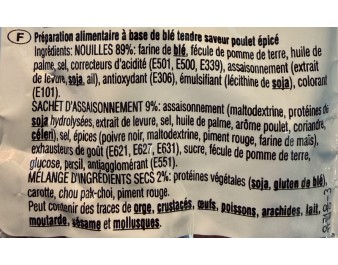 F Préparation alimentaire à base de blé tendre saveur poulet épicé
Ingrédients: NOUILLES 89%: farine de blé, fécule de pomme de terre, huile de
palme, sel, correcteurs d'acidité (E501, E500, E339), assaisonnement (extrait
de levure, soja, ail), antioxydant (E306), émulsifiant (lécithine de soja), colorant
(E101).
SACHET D'ASSAISONNEMENT 9%: assaisonnement (maltodextrine, protéines de
soja hydrolysées, extrait de levure, sel, huile de palme, arôme poulet, coriandre,
céleri), sel, épices (poivre noir, maltodextrine, piment rouge, farine de maïs),
exhausteurs de goût (E621, E627, E631), sucre, fécule de pomme de terre,
glucose, persil, antiagglomérant (E551).
MÉLANGE D'INGRÉDIENTS SECS 2%: protéines végétales (soja, gluten de blé),
carotte, chou pak-choi, piment rouge.
Peut contenir des traces de orge, crustacés, œufs, poissons, arachides, lait,
moutarde, sésame et mollusques.